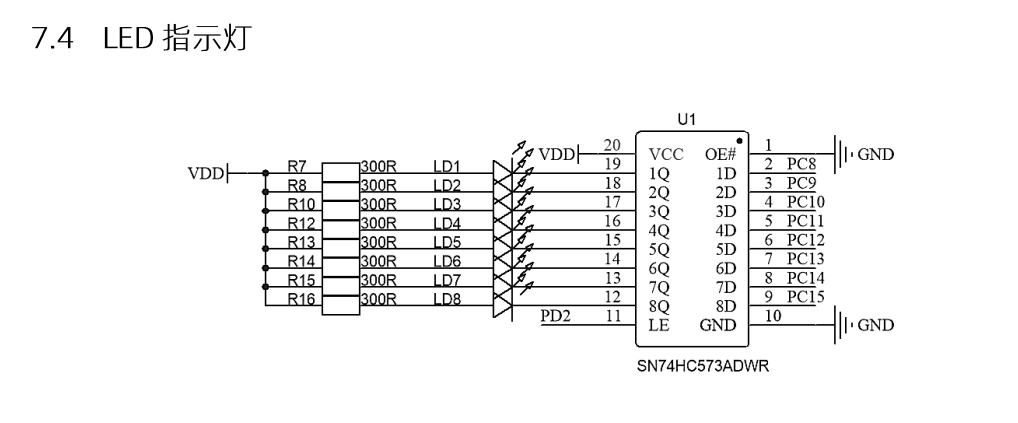 7.4 LED 指示灯
U1
VDD 20 VCC OE# 1 GND
VDD R7 300R LD1 19 1Q 1D 2 PC8
R8 300R LD2 18 2Q 2D 3 PC9
R10 300R LD3 17 3Q 3D 4 PC10
R12 300R LD4 16 4Q 4D 5 PC11
R13 300R LD5 15 5Q 5D 6 PC12
R14 300R LD6 14 6Q 6D 7 PC13
R15 300R LD7 13 7Q 7D 8 PC14
R16 300R LD8 12 8Q 8D 9 PC15
PD2 11 LE GND 10 GND
SN74HC573ADWR